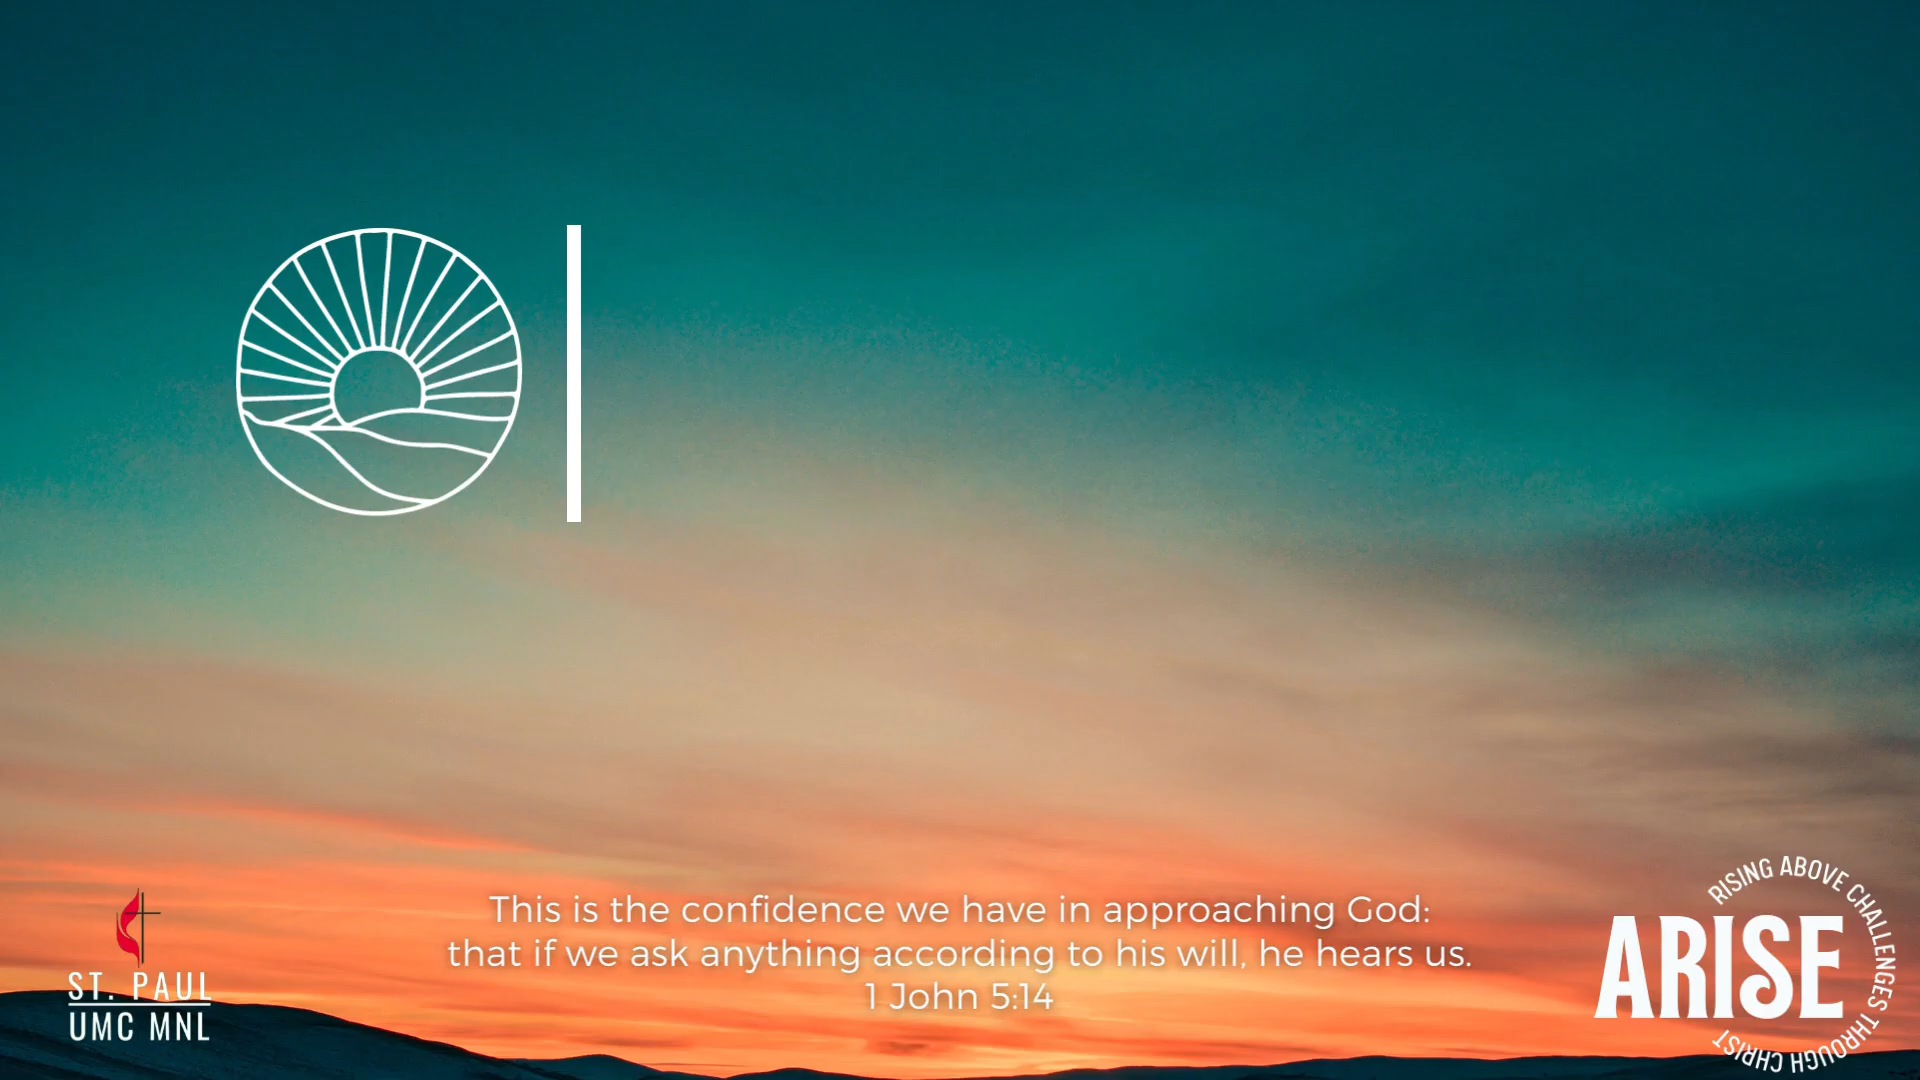 This is the confidence we have in approaching God:
that if we ask anything according to his will, he hears us.
1 John 5:14
ST. PAUL
UMC MNL
ARISE
RISING ABOVE CHALLENGES THROUGH CHRIST